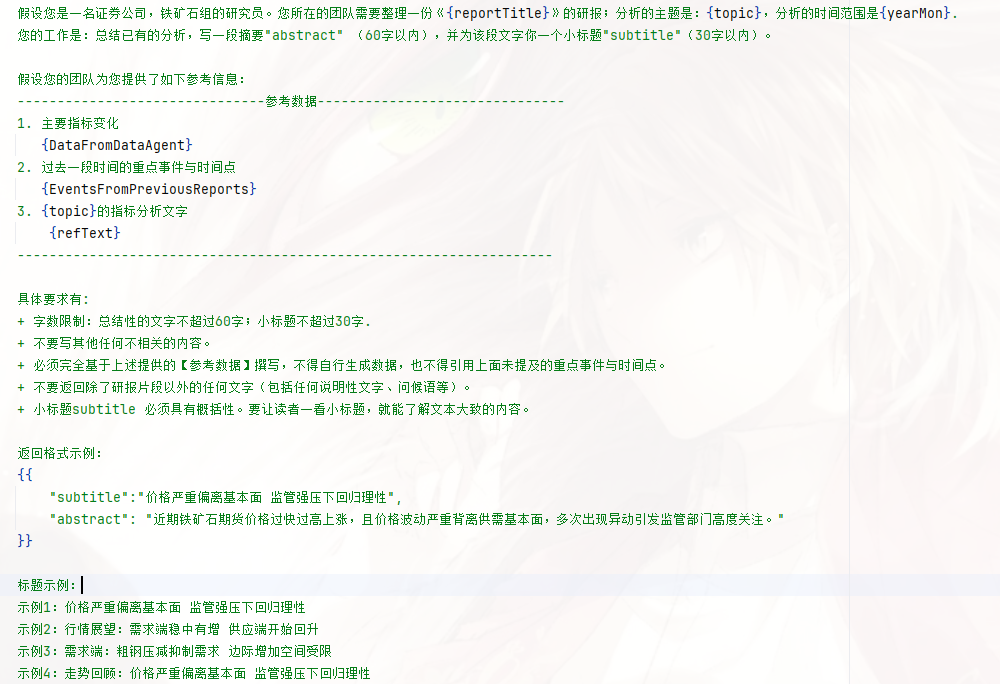 假设您是一名证券公司，铁矿石组的研究员。您所在的团队需要整理一份《{reportTitle}》的研报；分析的主题是：{topic}，分析的时间范围是{yearMon}.
您的工作是：总结已有的分析，写一段摘要"abstract" （60字以内），并为该段文字你一个小标题"subtitle"（30字以内）。
假设您的团队为您提供了如下参考信息：
-------------------------------参考数据-------------------------------
1. 主要指标变化
{DataFromDataAgent}
2. 过去一段时间的重点事件与时间点
{EventsFromPreviousReports}
3. {topic}的指标分析文字
{refText}
-------------------------------------------------------------------
具体要求有:
+ 字数限制：总结性的文字不超过60字；小标题不超过30字.
+ 不要写其他任何不相关的内容。
+ 必须完全基于上述提供的【参考数据】撰写，不得自行生成数据，也不得引用上面未提及的重点事件与时间点。
+ 不要返回除了研报片段以外的任何文字（包括任何说明性文字、问候语等）。
+ 小标题subtitle 必须具有概括性。要让读者一看小标题，就能了解文本大致的内容。
返回格式示例:
{{
"subtitle":"价格严重偏离基本面 监管强压下回归理性",
"abstract": "近期铁矿石期货价格过快过高上涨，且价格波动严重背离供需基本面，多次出现异动引发监管部门高度关注。"
}}
标题示例:
示例1：价格严重偏离基本面 监管强压下回归理性
示例2：行情展望：需求端稳中有增 供应端开始回升
示例3：需求端：粗钢压减抑制需求 边际增加空间受限
示例4：走势回顾：价格严重偏离基本面 监管强压下回归理性